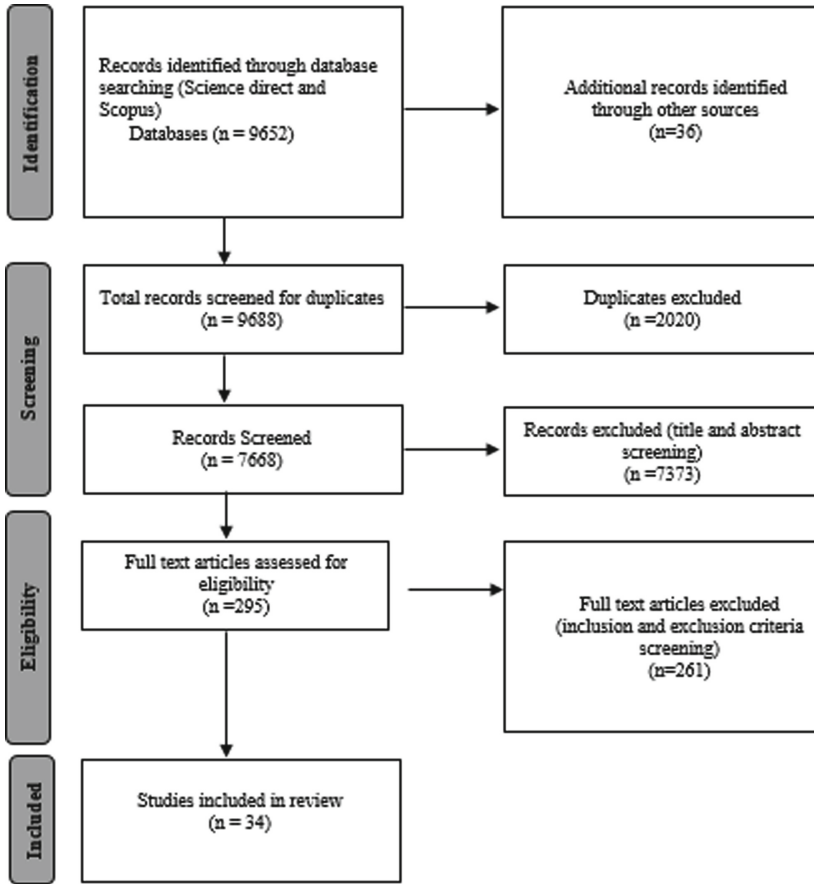 Identification
Records identified through database
searching (Science direct and
Scopus)
Databases (n = 9652)
Additional records identified
through other sources
(n=36)
Screening
Total records screened for duplicates
(n = 9688)
Duplicates excluded
(n =2020)
Records Screened
(n = 7668)
Records excluded (title and abstract
screening)
(n =7373)
Eligibility
Full text articles assessed for
eligibility
(n =295)
Full text articles excluded
(inclusion and exclusion criteria
screening)
(n=261)
Included
Studies included in review
(n = 34)